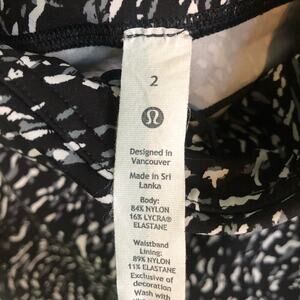 2
Designed in
Vancouver
Made in Sri
Lanka
Body:
84% NYLON
16% LYCRA®
ELASTANE
Waistband
Lining:
89% NYLON
11% ELASTANE
Exclusive of
decoration
Wash with